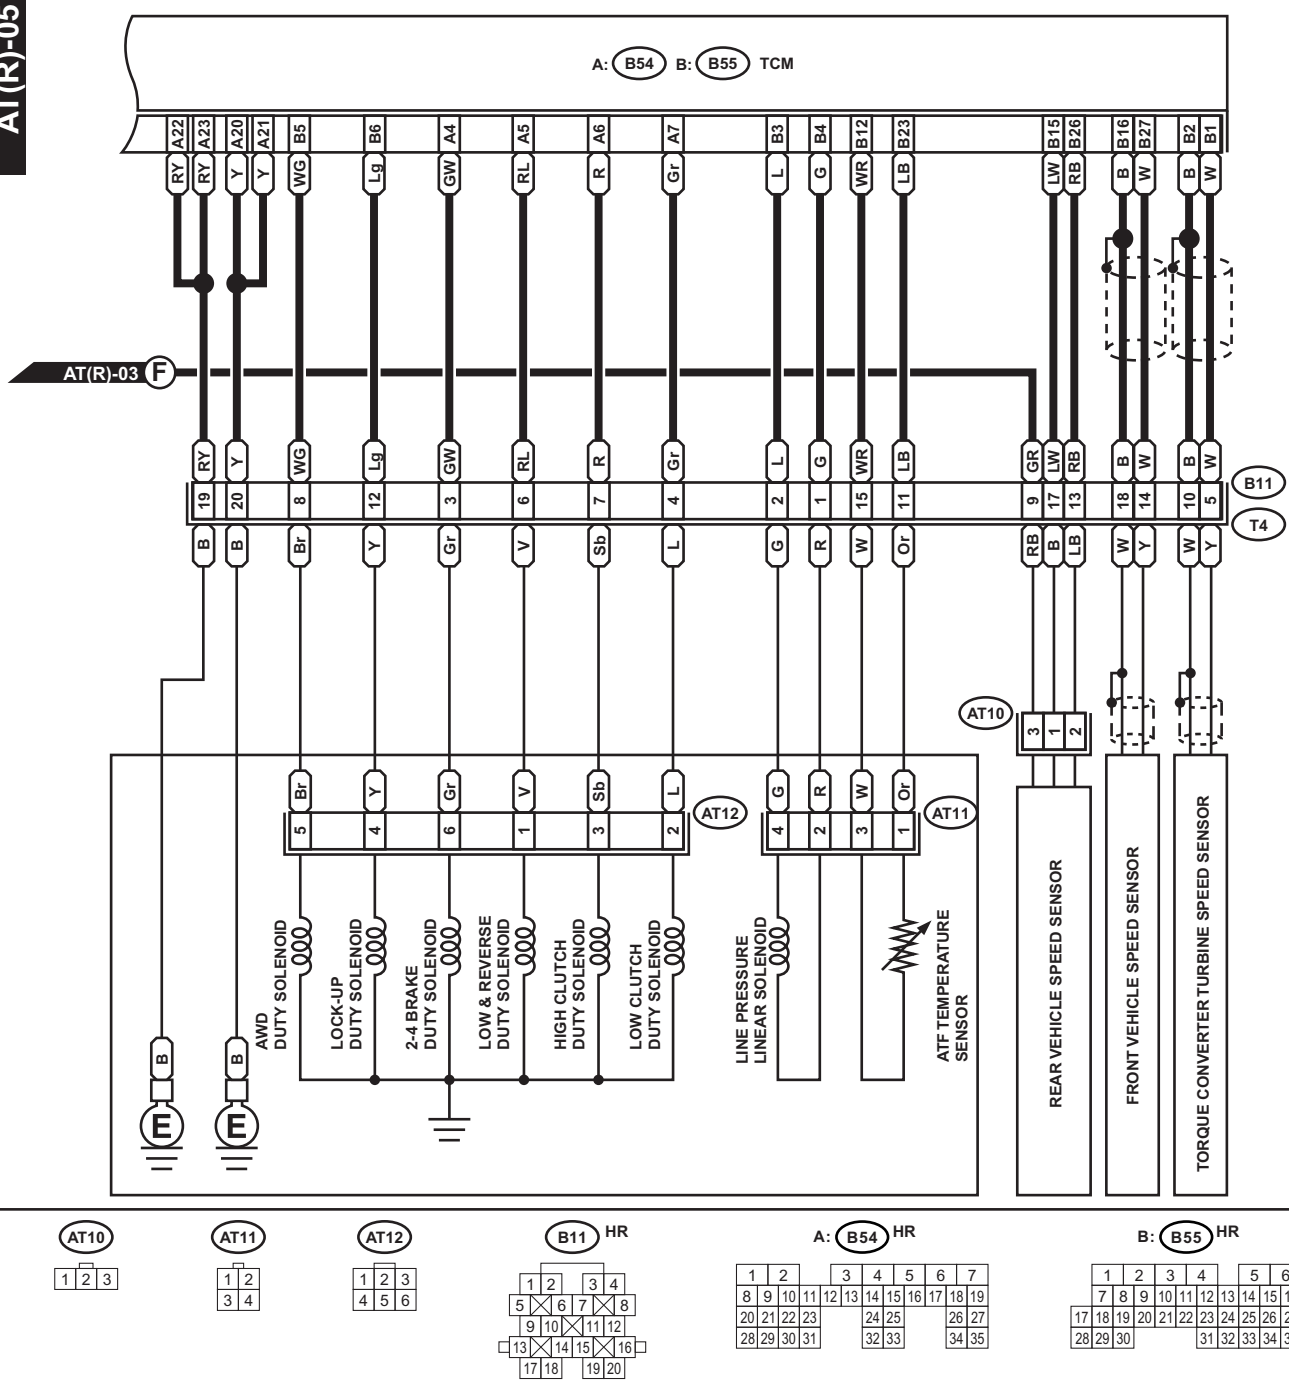 AT(R)-05
A: B54 B: B55 TCM
A22 A23 A20 A21 B5 B6 A4 A5 A6 A7 B3 B4 B12 B23 B15 B26 B16 B27 B2 B1
RY RY Y Y WG Lg GW RL R Gr L G WR LB LW RB B W B W
AT(R)-03 F
RY Y WG Lg GW RL R Gr L G WR LB GR LW RB B W B W
19 20 8 12 3 6 7 4 2 1 15 11 9 17 13 18 14 10 5
B11
T4
B B Br Y Gr V Sb L G R W Or RB B LB W Y W Y
AT10
3 1 2
Br Y Gr V Sb L G R W Or
5 4 6 1 3 2
AT12
4 2 3 1
AT11
AWD
DUTY SOLENOID
LOCK-UP
DUTY SOLENOID
2-4 BRAKE
DUTY SOLENOID
LOW & REVERSE
DUTY SOLENOID
HIGH CLUTCH
DUTY SOLENOID
LOW CLUTCH
DUTY SOLENOID
LINE PRESSURE
LINEAR SOLENOID
ATF TEMPERATURE
SENSOR
REAR VEHICLE SPEED SENSOR
FRONT VEHICLE SPEED SENSOR
TORQUE CONVERTER TURBINE SPEED SENSOR
B B
E E
AT10
1 2 3
AT11
1 2
3 4
AT12
1 2 3
4 5 6
B11 HR
1 2 3 4
5 6 7 8
9 10 11 12
13 14 15 16
17 18 19 20
A: B54 HR
1 2 3 4 5 6 7
8 9 10 11 12 13 14 15 16 17 18 19
20 21 22 23 24 25 26 27
28 29 30 31 32 33 34 35
B: B55 HR
1 2 3 4 5 6
7 8 9 10 11 12 13 14 15 1
17 18 19 20 21 22 23 24 25 26 2
28 29 30 31 32 33 34 3